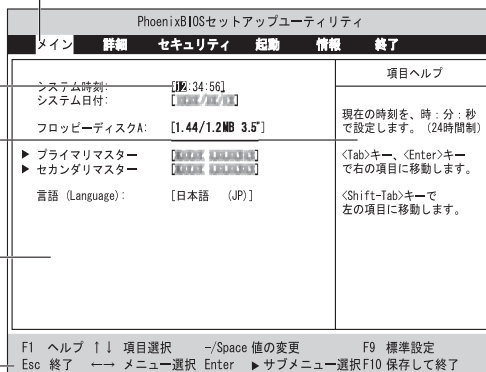 PhoenixBIOSセットアップユーティリティ
メイン 詳細 セキュリティ 起動 情報 終了
項目ヘルプ
システム時刻: [12:34:56]
システム日付:
フロッピーディスクA: [1.44/1.2MB 3.5"]
▶ プライマリマスター
▶ セカンダリマスター
言語 (Language): [日本語 (JP)]
現在の時刻を、時:分:秒
で設定します。(24時間制)
<Tab>キー、<Enter>キー
で右の項目に移動します。
<Shift-Tab>キーで
左の項目に移動します。
F1 ヘルプ ↑↓ 項目選択 -/Space 値の変更 F9 標準設定
Esc 終了 ←→ メニュー選択 Enter ▶サブメニュー選択 F10 保存して終了